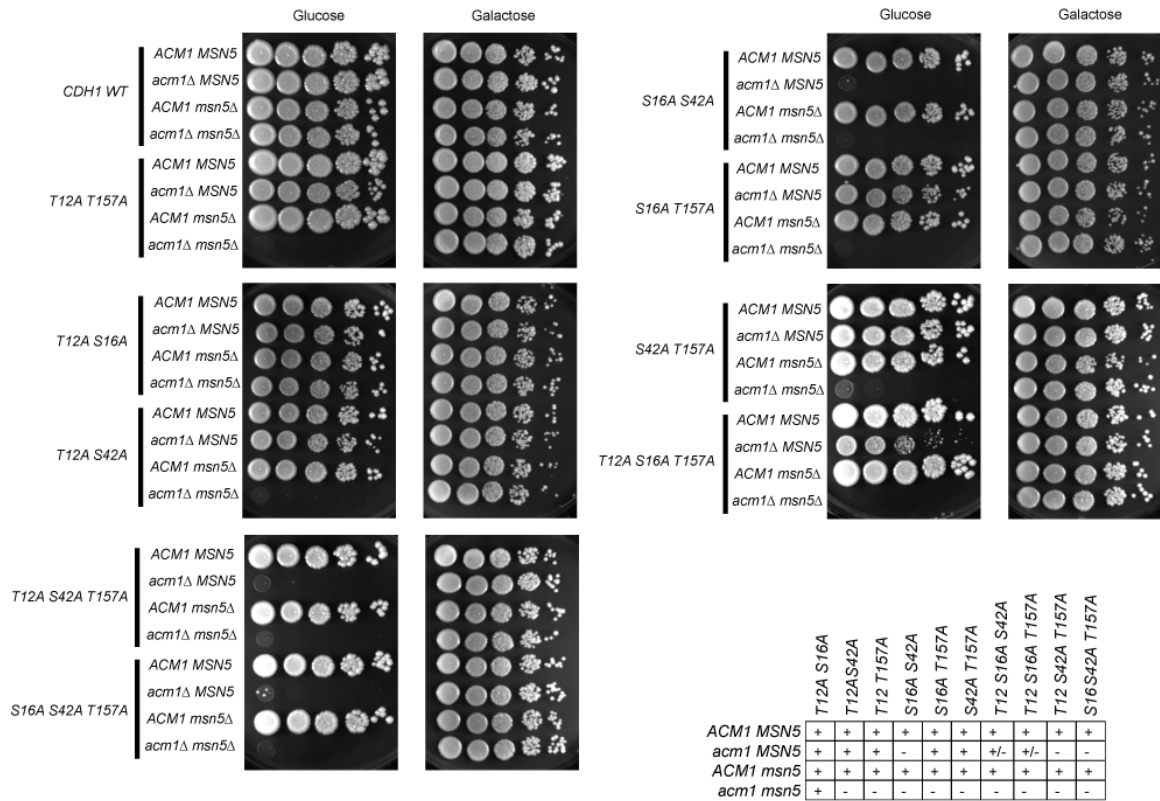 Glucose Galactose
CDH1 WT
ACM1 MSN5
acm1Δ MSN5
ACM1 msn5Δ
acm1Δ msn5Δ
T12A T157A
ACM1 MSN5
acm1Δ MSN5
ACM1 msn5Δ
acm1Δ msn5Δ
T12A S16A
ACM1 MSN5
acm1Δ MSN5
ACM1 msn5Δ
acm1Δ msn5Δ
T12A S42A
ACM1 MSN5
acm1Δ MSN5
ACM1 msn5Δ
acm1Δ msn5Δ
T12A S42A T157A
ACM1 MSN5
acm1Δ MSN5
ACM1 msn5Δ
acm1Δ msn5Δ
S16A S42A T157A
ACM1 MSN5
acm1Δ MSN5
ACM1 msn5Δ
acm1Δ msn5Δ
Glucose Galactose
S16A S42A
ACM1 MSN5
acm1Δ MSN5
ACM1 msn5Δ
acm1Δ msn5Δ
S16A T157A
ACM1 MSN5
acm1Δ MSN5
ACM1 msn5Δ
acm1Δ msn5Δ
S42A T157A
ACM1 MSN5
acm1Δ MSN5
ACM1 msn5Δ
acm1Δ msn5Δ
T12A S16A T157A
ACM1 MSN5
acm1Δ MSN5
ACM1 msn5Δ
acm1Δ msn5Δ
T12A S16A
T12AS42A
T12 T157A
S16A S42A
S16A T157A
S42A T157A
T12 S16A S42A
T12 S16A T157A
T12 S42A T157A
S16S42A T157A
ACM1 MSN5 + + + + + + + + + +
acm1 MSN5 + + + - + + +/- +/- - -
ACM1 msn5 + + + + + + + + + +
acm1 msn5 + - - - - - - - - -